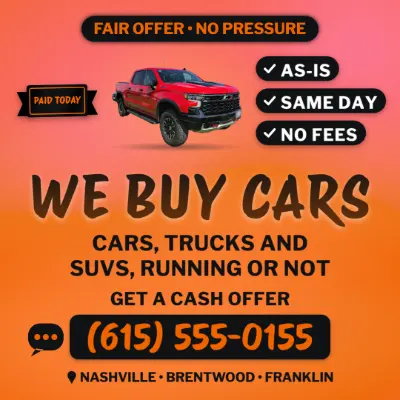 FAIR OFFER • NO PRESSURE
PAID TODAY
AS-IS
SAME DAY
NO FEES
WE BUY CARS
CARS, TRUCKS AND
SUVS, RUNNING OR NOT
GET A CASH OFFER
(615) 555-0155
NASHVILLE • BRENTWOOD • FRANKLIN